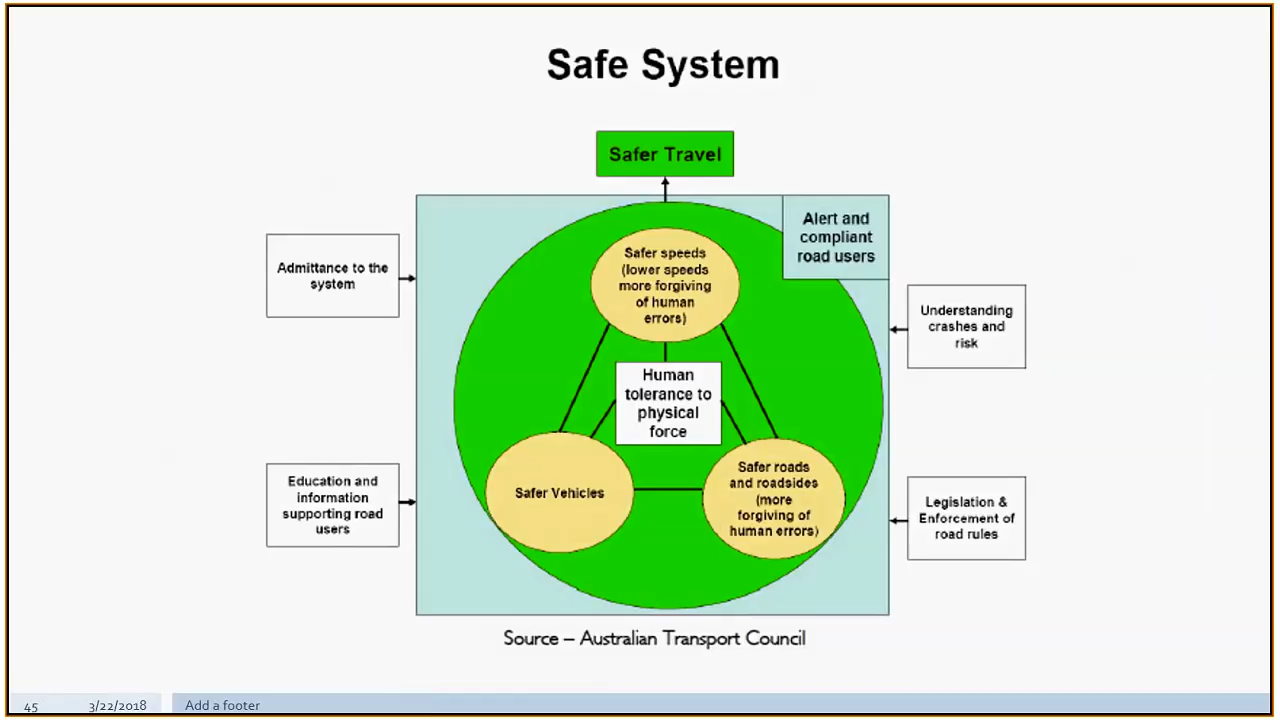 Safe System
Safer Travel
Alert and
compliant
road users
Safer speeds
(lower speeds
more forgiving
of human
errors)
Admittance to the
system
Understanding
crashes and
risk
Human
tolerance to
physical
force
Safer Vehicles
Safer roads
and roadsides
(more
forgiving of
human errors)
Education and
information
supporting road
users
Legislation &
Enforcement of
road rules
Source – Australian Transport Council
45
3/22/2018
Add a footer